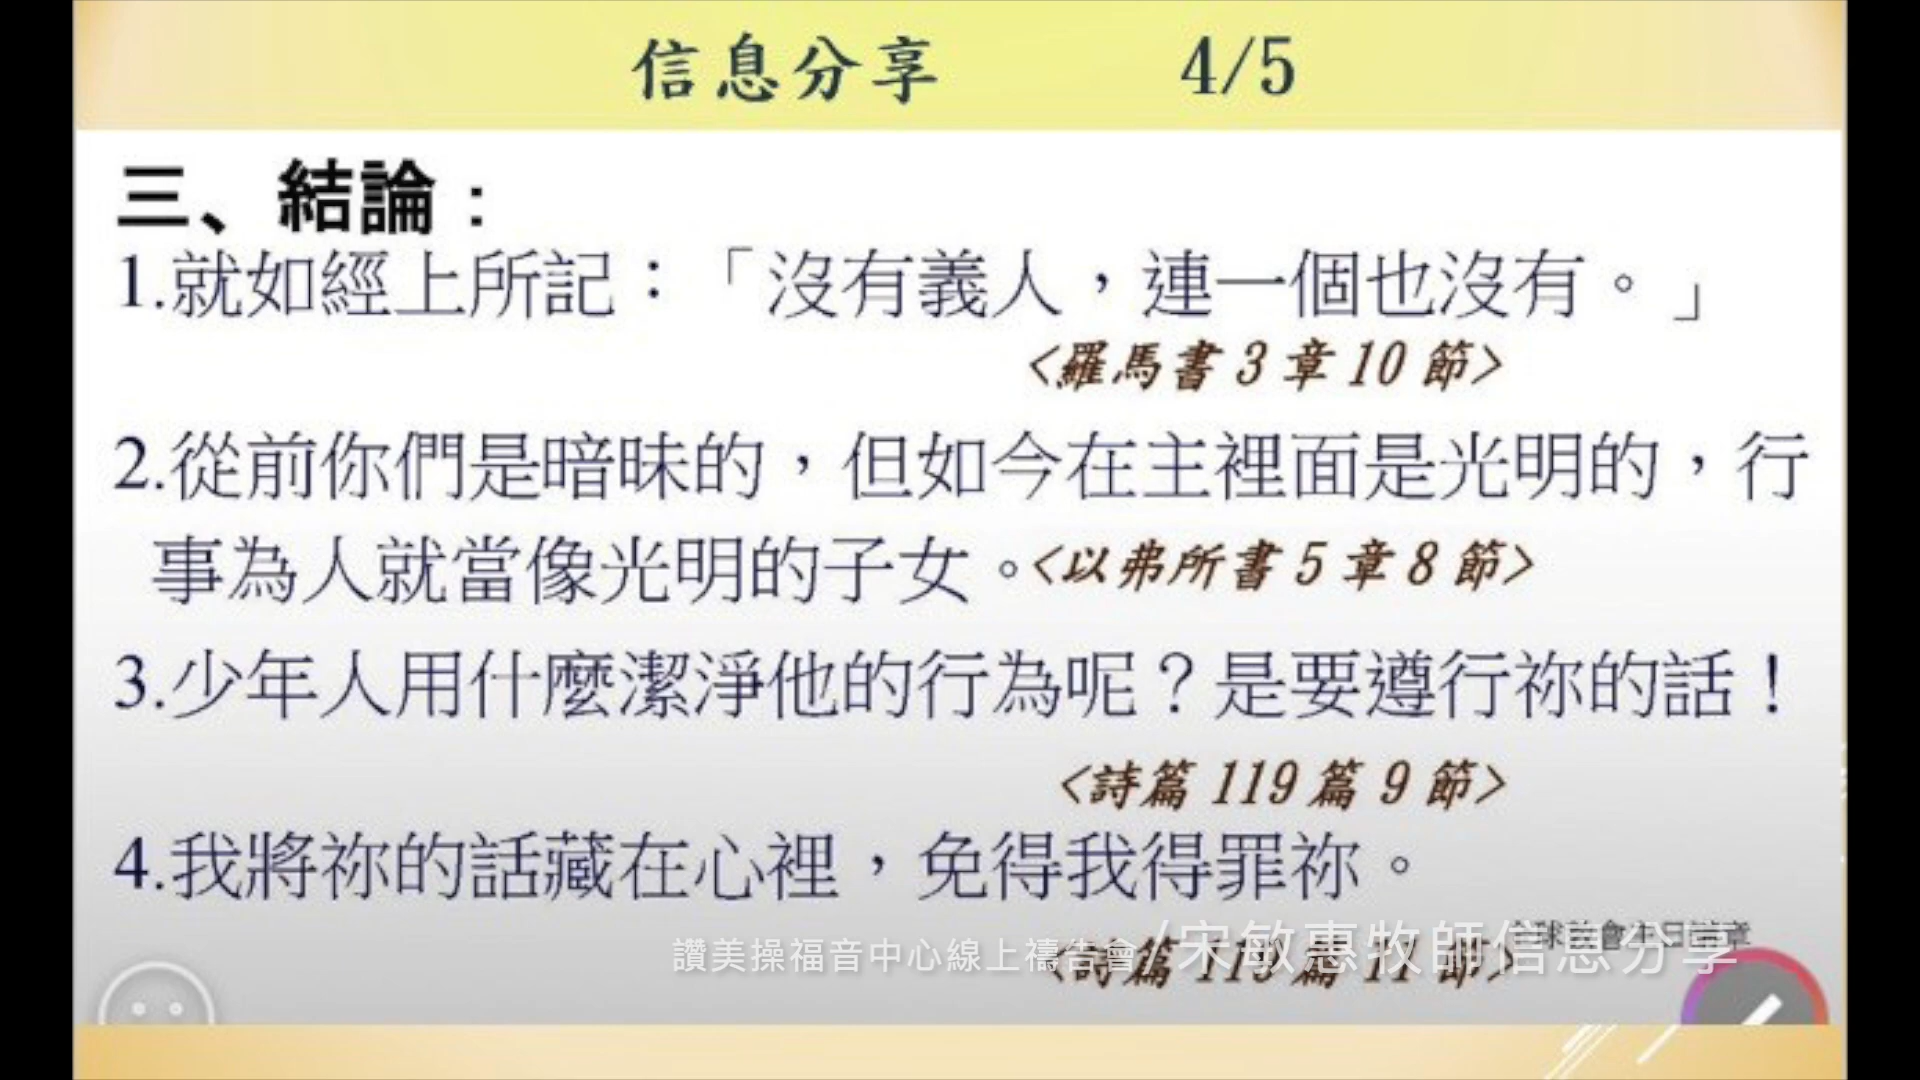 信息分享 4/5
三、結論：
1.就如經上所記：「沒有義人，連一個也沒有。」
<羅馬書 3 章 10 節>
2.從前你們是暗昧的，但如今在主裡面是光明的，行
事為人就當像光明的子女。<以弗所書 5 章 8 節>
3.少年人用什麼潔淨他的行為呢？是要遵行祢的話！
<詩篇 119 篇 9 節>
4.我將祢的話藏在心裡，免得我得罪祢。
<詩篇 119 篇 11 節>
讚美操福音中心線上禱告會/宋敏惠牧師信息分享